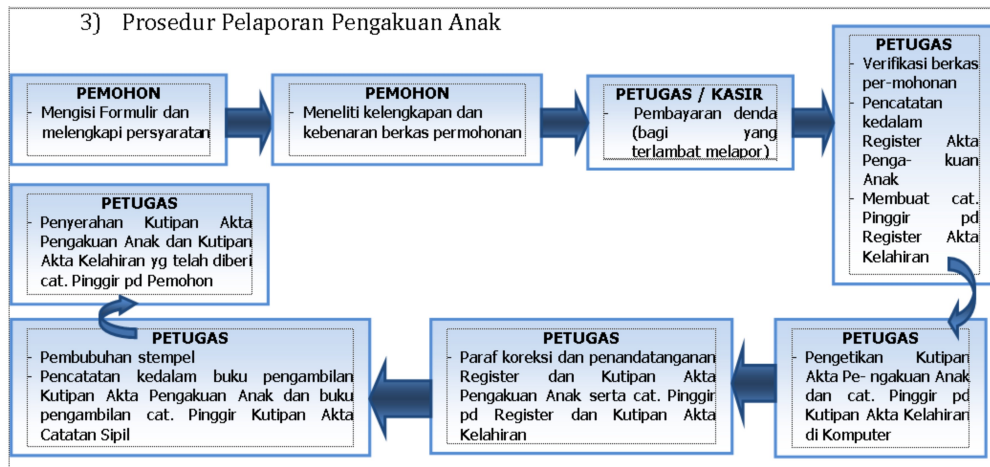 3) Prosedur Pelaporan Pengakuan Anak
PEMOHON
- Mengisi Formulir dan
melengkapi persyaratan
PEMOHON
- Meneliti kelengkapan dan
kebenaran berkas permohonan
PETUGAS / KASIR
- Pembayaran denda
(bagi yang
terlambat melapor)
PETUGAS
- Verifikasi berkas
per-mohonan
- Pencatatan
kedalam
Register Akta
Penga- kuan
Anak
- Membuat cat.
Pinggir pd
Register Akta
Kelahiran
PETUGAS
- Pengetikan Kutipan
Akta Pe- ngakuan Anak
dan cat. Pinggir pd
Kutipan Akta Kelahiran
di Komputer
PETUGAS
- Paraf koreksi dan penandatanganan
Register dan Kutipan Akta
Pengakuan Anak serta cat. Pinggir
pd Register dan Kutipan Akta
Kelahiran
PETUGAS
- Pembubuhan stempel
- Pencatatan kedalam buku pengambilan
Kutipan Akta Pengakuan Anak dan buku
pengambilan cat. Pinggir Kutipan Akta
Catatan Sipil
PETUGAS
- Penyerahan Kutipan Akta
Pengakuan Anak dan Kutipan
Akta Kelahiran yg telah diberi
cat. Pinggir pd Pemohon